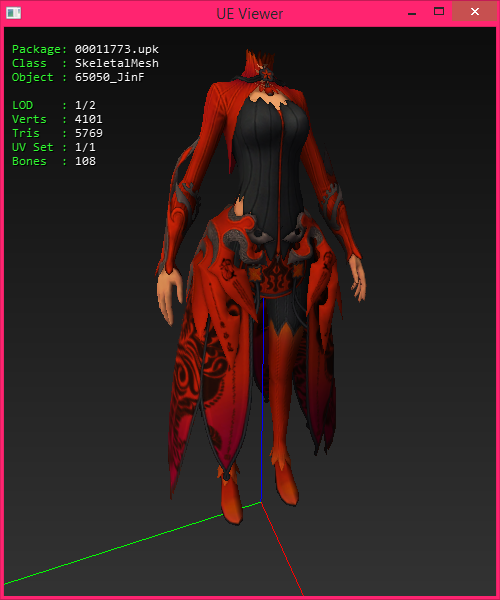 UE Viewer
Package: 00011773.upk
Class : SkeletalMesh
Object : 65050_JinF
LOD : 1/2
Verts : 4101
Tris : 5769
UV Set : 1/1
Bones : 108